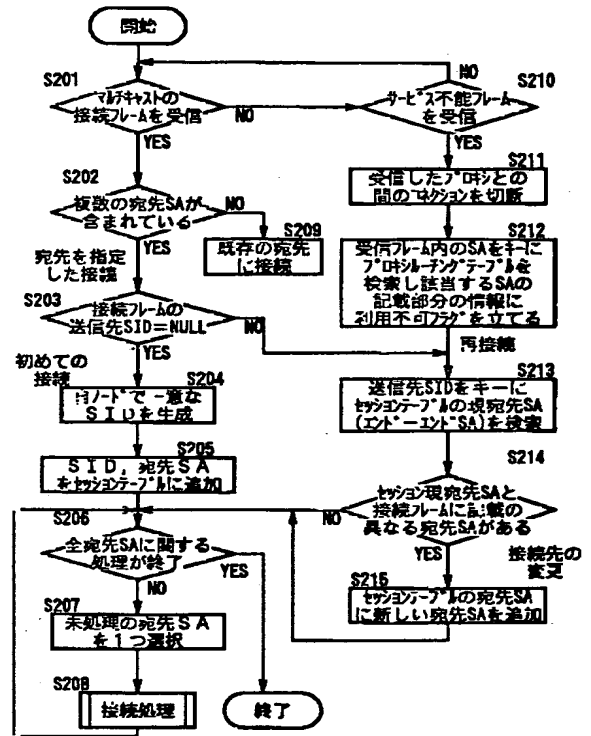 開始
S201
マルチキャストの
接続フレームを受信
NO
YES
S202
複数の宛先SAが
含まれている
NO
YES
S209
既存の宛先
に接続
宛先を指定
した接続
S203
接続フレームの
送信先SID=NULL
NO
YES
初めての
接続
S204
自ノードで一意な
SIDを生成
S205
SID,宛先SA
をセッションテーブルに追加
S206
全宛先SAに関する
処理が終了
YES
NO
S207
未処理の宛先SA
を1つ選択
S208
接続処理
終了
NO
S210
サービス不能フレーム
を受信
YES
S211
受信したプロキシとの
間のコネクションを切断
S212
受信フレーム内のSAをキーに
プロキシルーチングテーブルを
検索し該当するSAの
記載部分の情報に
利用不可フラグを立てる
再接続
S213
送信先SIDをキーに
セッションテーブルの現宛先SA
(エンドーエンドSA)を検索
S214
セッション現宛先SAと
接続フレームに記載の
異なる宛先SAがある
NO
YES
接続先の
変更
S215
セッションテーブルの宛先SA
に新しい宛先SAを追加